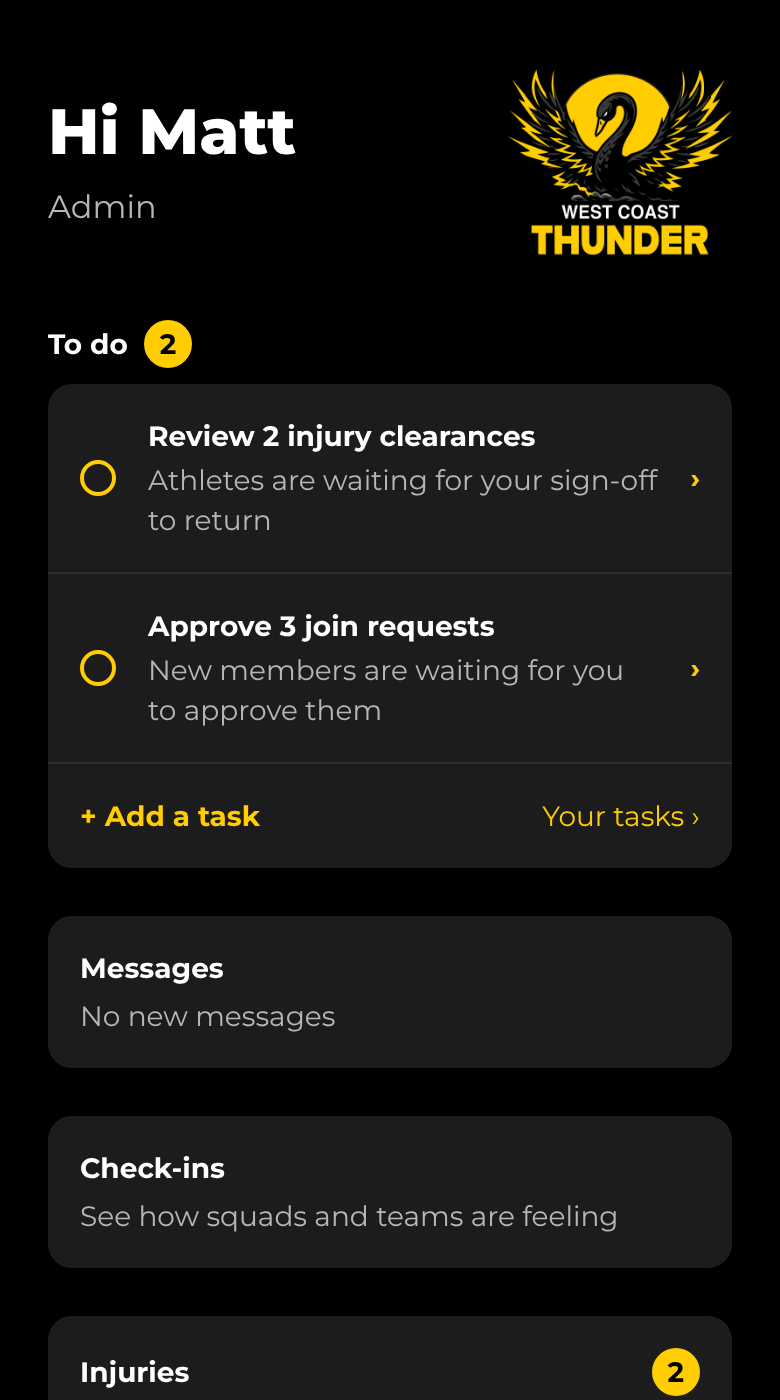 Hi Matt
Admin
WEST COAST
THUNDER
To do 2
Review 2 injury clearances
Athletes are waiting for your sign-off ›
to return
Approve 3 join requests
New members are waiting for you ›
to approve them
+ Add a task Your tasks ›
Messages
No new messages
Check-ins
See how squads and teams are feeling
Injuries 2